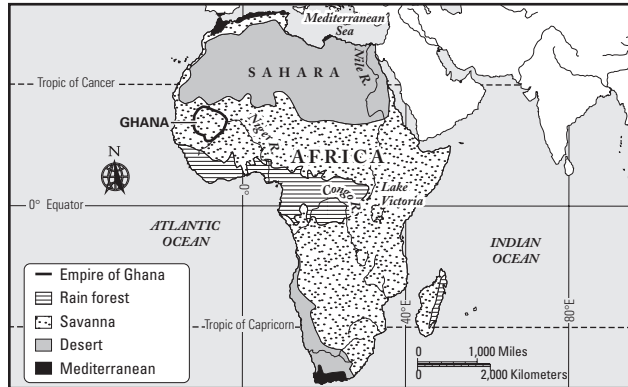 Mediterranean
Sea
SAHARA
Nile R.
Tropic of Cancer
GHANA
Niger R.
AFRICA
N
Congo R.
Lake
Victoria
0°
0° Equator
ATLANTIC
OCEAN
INDIAN
OCEAN
Empire of Ghana
Rain forest
Savanna
Desert
Mediterranean
Tropic of Capricorn
40°E
80°E
0 1,000 Miles
0 2,000 Kilometers